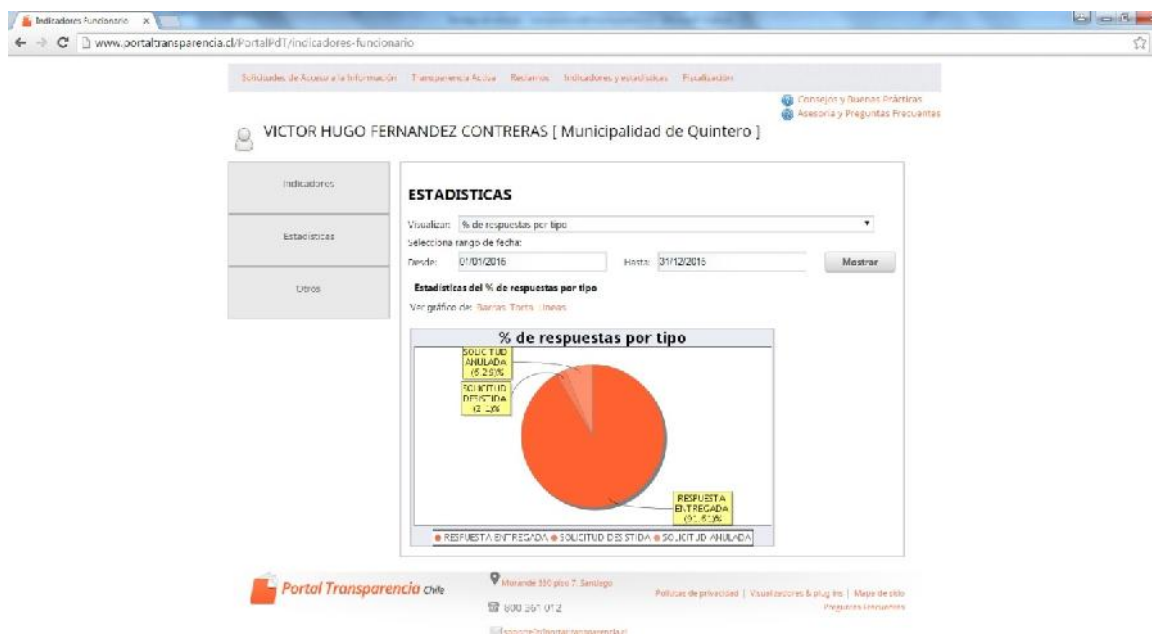 Indicadores Funcionario
www.portaltransparencia.cl/PortalPdT/indicadores-funcionario
Solicitudes de Acceso a la Información Transparencia Activa Reclamos Indicadores y estadísticas Fiscalización
Consejos y Buenas Prácticas
Asesoría y Preguntas Frecuentes
VICTOR HUGO FERNANDEZ CONTRERAS [ Municipalidad de Quintero ]
Indicadores
Estadísticas
Otros
ESTADISTICAS
Visualizar: % de respuestas por tipo
Selecciona rango de fecha:
Desde: 01/01/2016 Hasta: 31/12/2016 Mostrar
Estadísticas del % de respuestas por tipo
Ver gráfico de: Barras Torta Lineas
% de respuestas por tipo
SOLICITUD
ANULADA
SOLICITUD
DESISTIDA
RESPUESTA
ENTREGADA
RESPUESTA ENTREGADA SOLICITUD DESISTIDA SOLICITUD ANULADA
Portal Transparencia Chile
piso 7. Santiago
Políticas de privacidad | Visualizadores & plug-ins | Mapa de sitio
Preguntas Frecuentes